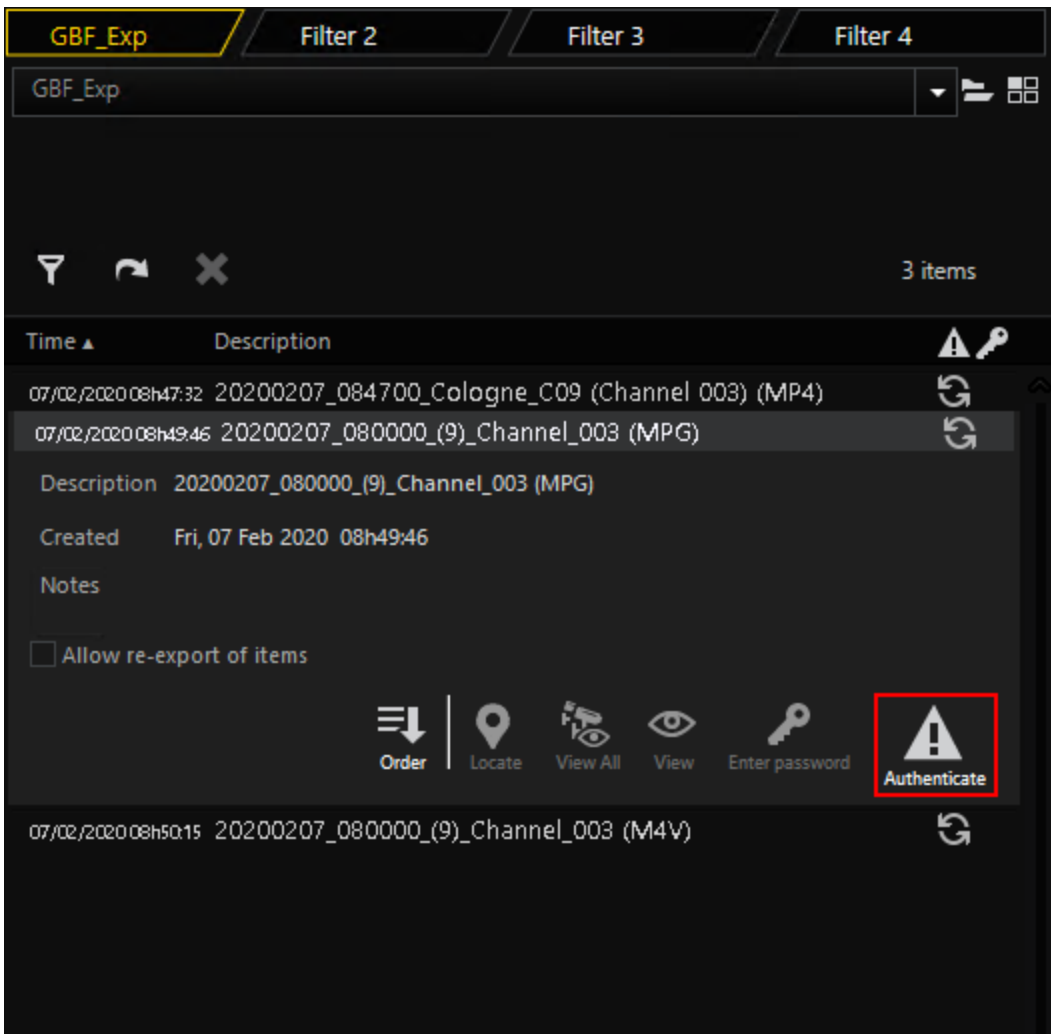 GBF_Exp Filter 2 Filter 3 Filter 4
GBF_Exp
3 items
Time ▴ Description
07/02/2020 08h47:32 20200207_084700_Cologne_C09 (Channel 003) (MP4)
07/02/2020 08h49:46 20200207_080000_(9)_Channel_003 (MPG)
Description 20200207_080000_(9)_Channel_003 (MPG)
Created Fri, 07 Feb 2020 08h49:46
Notes
Allow re-export of items
Order Locate View All View Enter password Authenticate
07/02/2020 08h50:15 20200207_080000_(9)_Channel_003 (M4V)